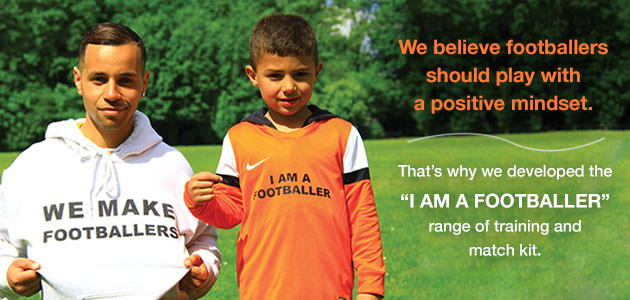 We believe footballers
should play with
a positive mindset.
That's why we developed the
“I AM A FOOTBALLER”
range of training and
match kit.
WE MAKE
FOOTBALLERS
I AM A
FOOTBALLER